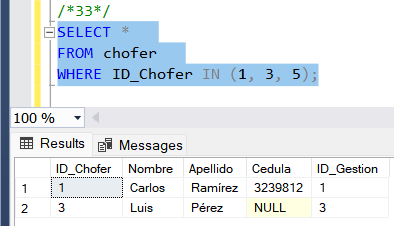 /*33*/
SELECT *
FROM chofer
WHERE ID_Chofer IN (1, 3, 5);
100 %
Results Messages
ID_Chofer Nombre Apellido Cedula ID_Gestion
1 1 Carlos Ramírez 3239812 1
2 3 Luis Pérez NULL 3